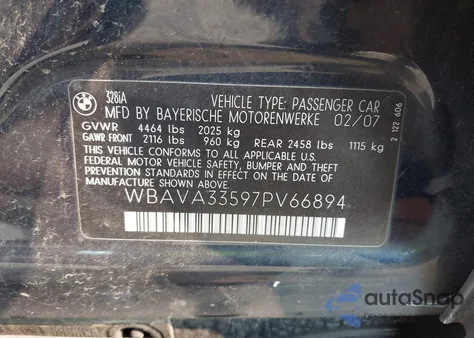 BMW
328iA
VEHICLE TYPE: PASSENGER CAR
MFD BY BAYERISCHE MOTORENWERKE 02/07
GVWR 4464 lbs 2025 kg
GAWR FRONT 2116 lbs 960 kg REAR 2458 lbs 1115 kg
THIS VEHICLE CONFORMS TO ALL APPLICABLE
FEDERAL MOTOR VEHICLE SAFETY, BUMPER AND THEFT
PREVENTION STANDARDS IN EFFECT ON THE DATE OF
MANUFACTURE SHOWN ABOVE.
WBAVA33597PV66894
2 122 606
autoSnap